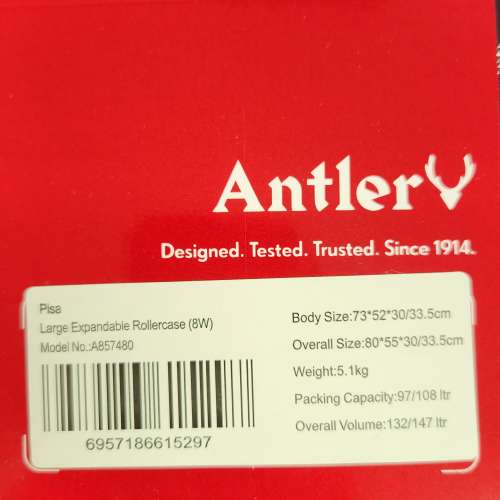 Antler
Designed. Tested. Trusted. Since 1914.
Pisa
Large Expandable Rollercase (8W)
Model No.:A857480
6957186615297
Body Size:73*52*30/33.5cm
Overall Size:80*55*30/33.5cm
Weight:5.1kg
Packing Capacity:97/108 ltr
Overall Volume:132/147 ltr